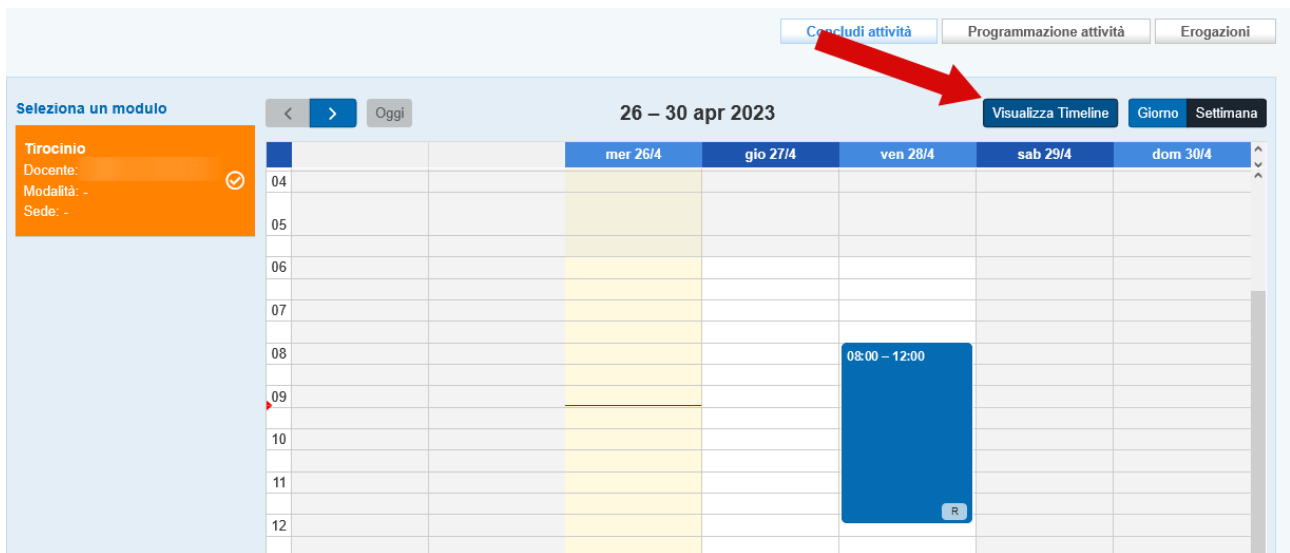 Concludi attività
Programmazione attività
Erogazioni
Seleziona un modulo
Oggi
26 – 30 apr 2023
Visualizza Timeline
Giorno
Settimana
Tirocinio
Docente:
Modalità: -
Sede: -
mer 26/4
gio 27/4
ven 28/4
sab 29/4
dom 30/4
04
05
06
07
08
08:00 – 12:00
09
10
11
R
12